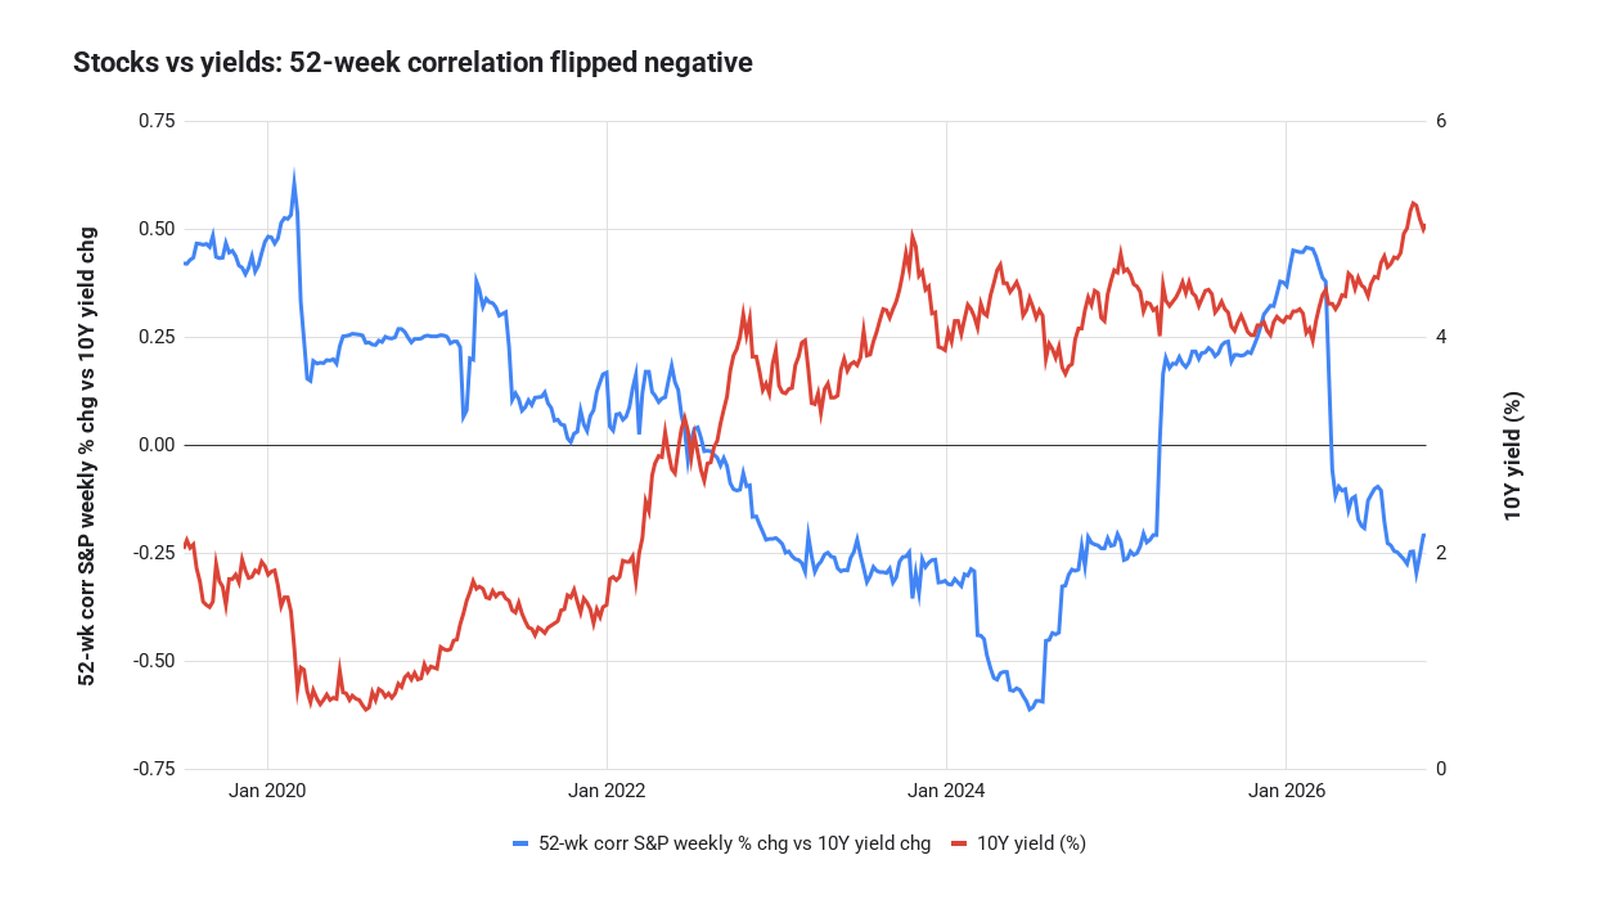 Stocks vs yields: 52-week correlation flipped negative
52-wk corr S&P weekly % chg vs 10Y yield chg
0.75
0.50
0.25
0.00
-0.25
-0.50
-0.75
6
4
2
0
10Y yield (%)
Jan 2020
Jan 2022
Jan 2024
Jan 2026
52-wk corr S&P weekly % chg vs 10Y yield chg
10Y yield (%)